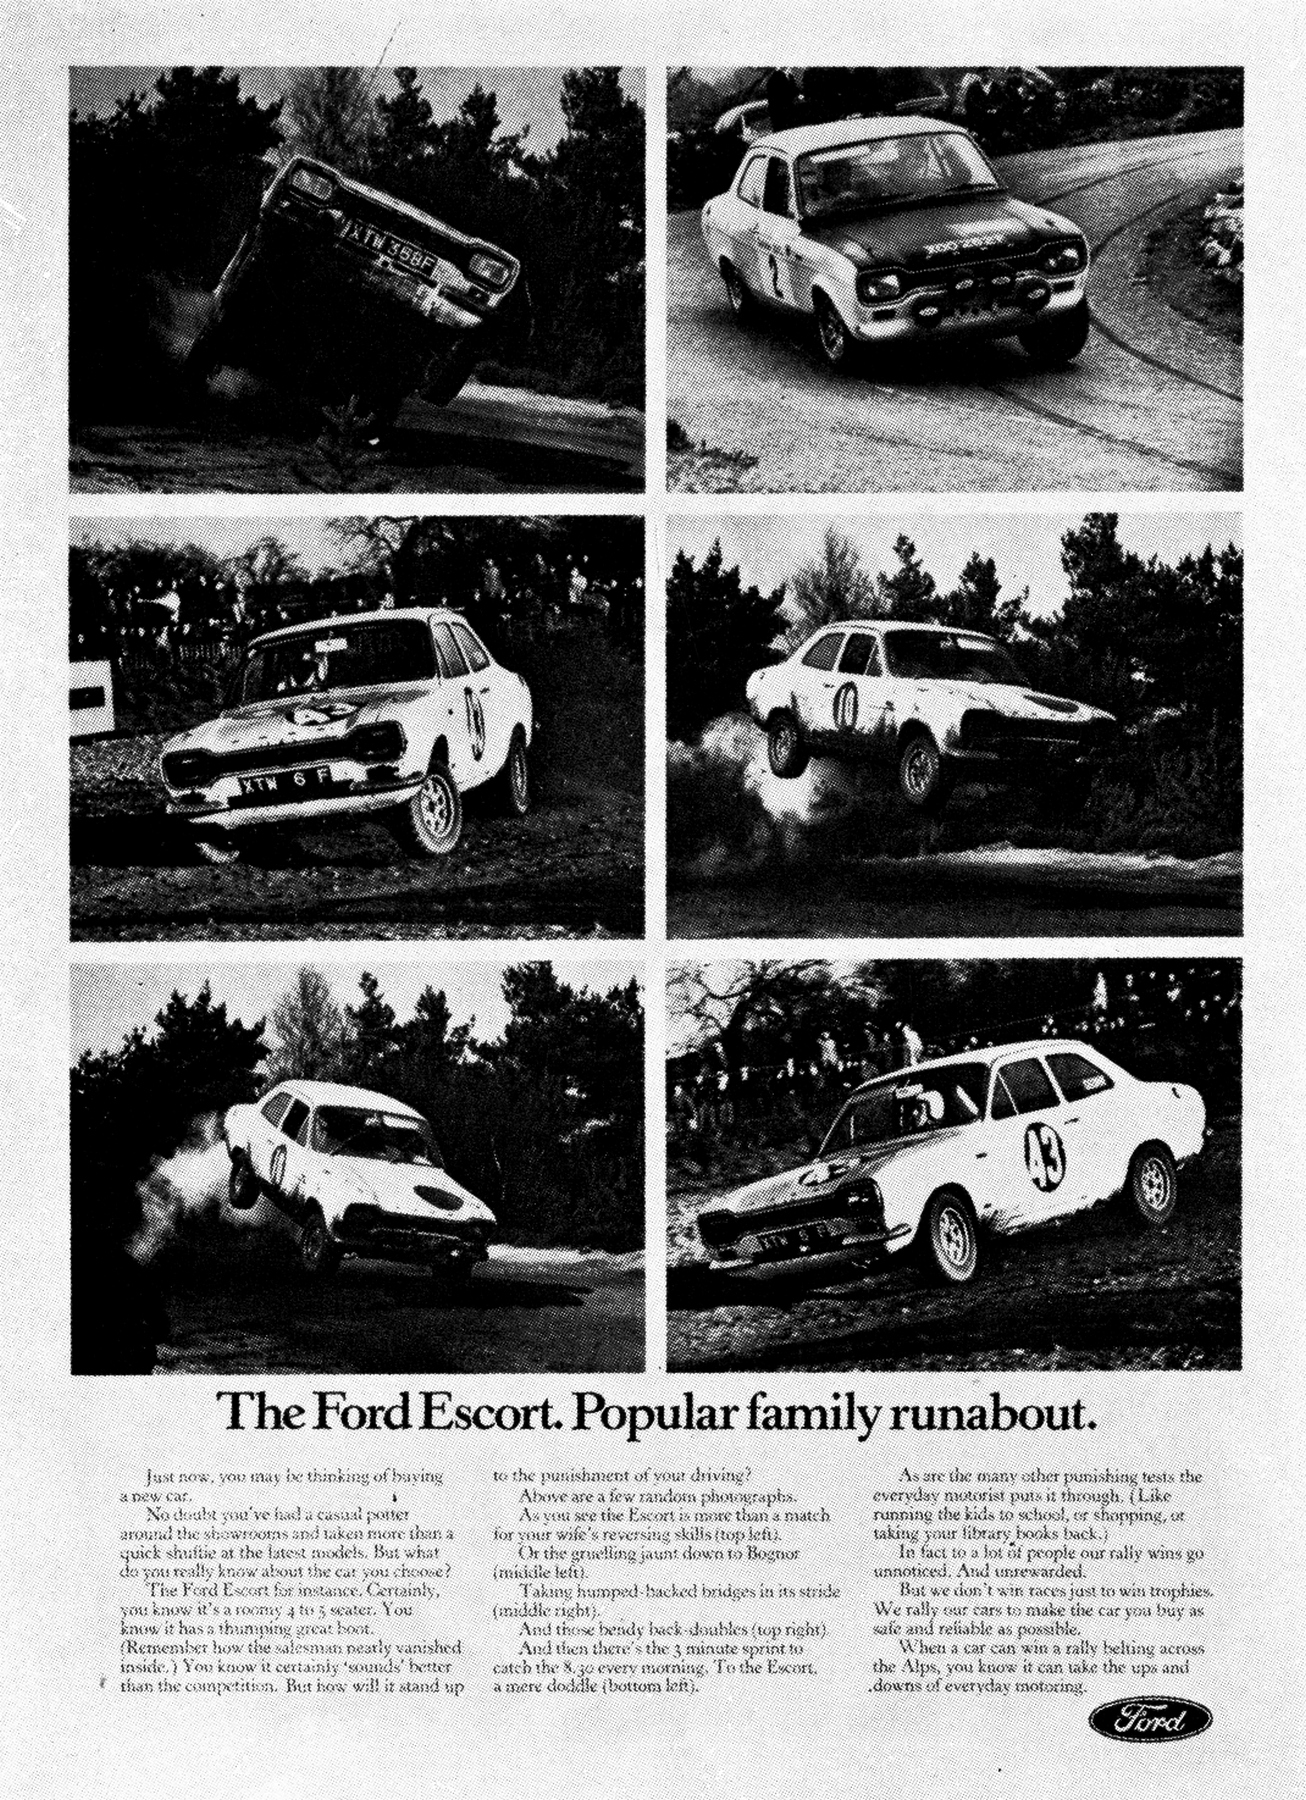 XTW 368F
2
A3
XTW 6 F
10
10
A3
A3
XTW 6 F
The Ford Escort. Popular family runabout.
Just now, you may be thinking of buying
a new car.
No doubt you've had a casual potter
around the showrooms and taken more than a
quick shuftie at the latest models. But what
do you really know about the car you choose?
The Ford Escort for instance. Certainly,
you know it's a roomy 4 to 5 seater. You
know it has a thumping great boot.
(Remember how the salesman nearly vanished
inside.) You know it certainly 'sounds' better
than the competition. But how will it stand up
to the punishment of your driving?
Above are a few random photographs.
As you see the Escort is more than a match
for your wife's reversing skills (top left).
Or the gruelling jaunt down to Bognor
(middle left).
Taking humped-backed bridges in its stride
(middle right).
And those bendy back-doubles (top right).
And then there's the 3 minute sprint to
catch the 8.30 every morning. To the Escort,
a mere doddle (bottom left).
As are the many other punishing tests the
everyday motorist puts it through. (Like
running the kids to school, or shopping, or
taking your library books back.)
In fact to a lot of people our rally wins go
unnoticed. And unrewarded.
But we don't win races just to win trophies.
We rally our cars to make the car you buy as
safe and reliable as possible.
When a car can win a rally belting across
the Alps, you know it can take the ups and
downs of everyday motoring.
Ford